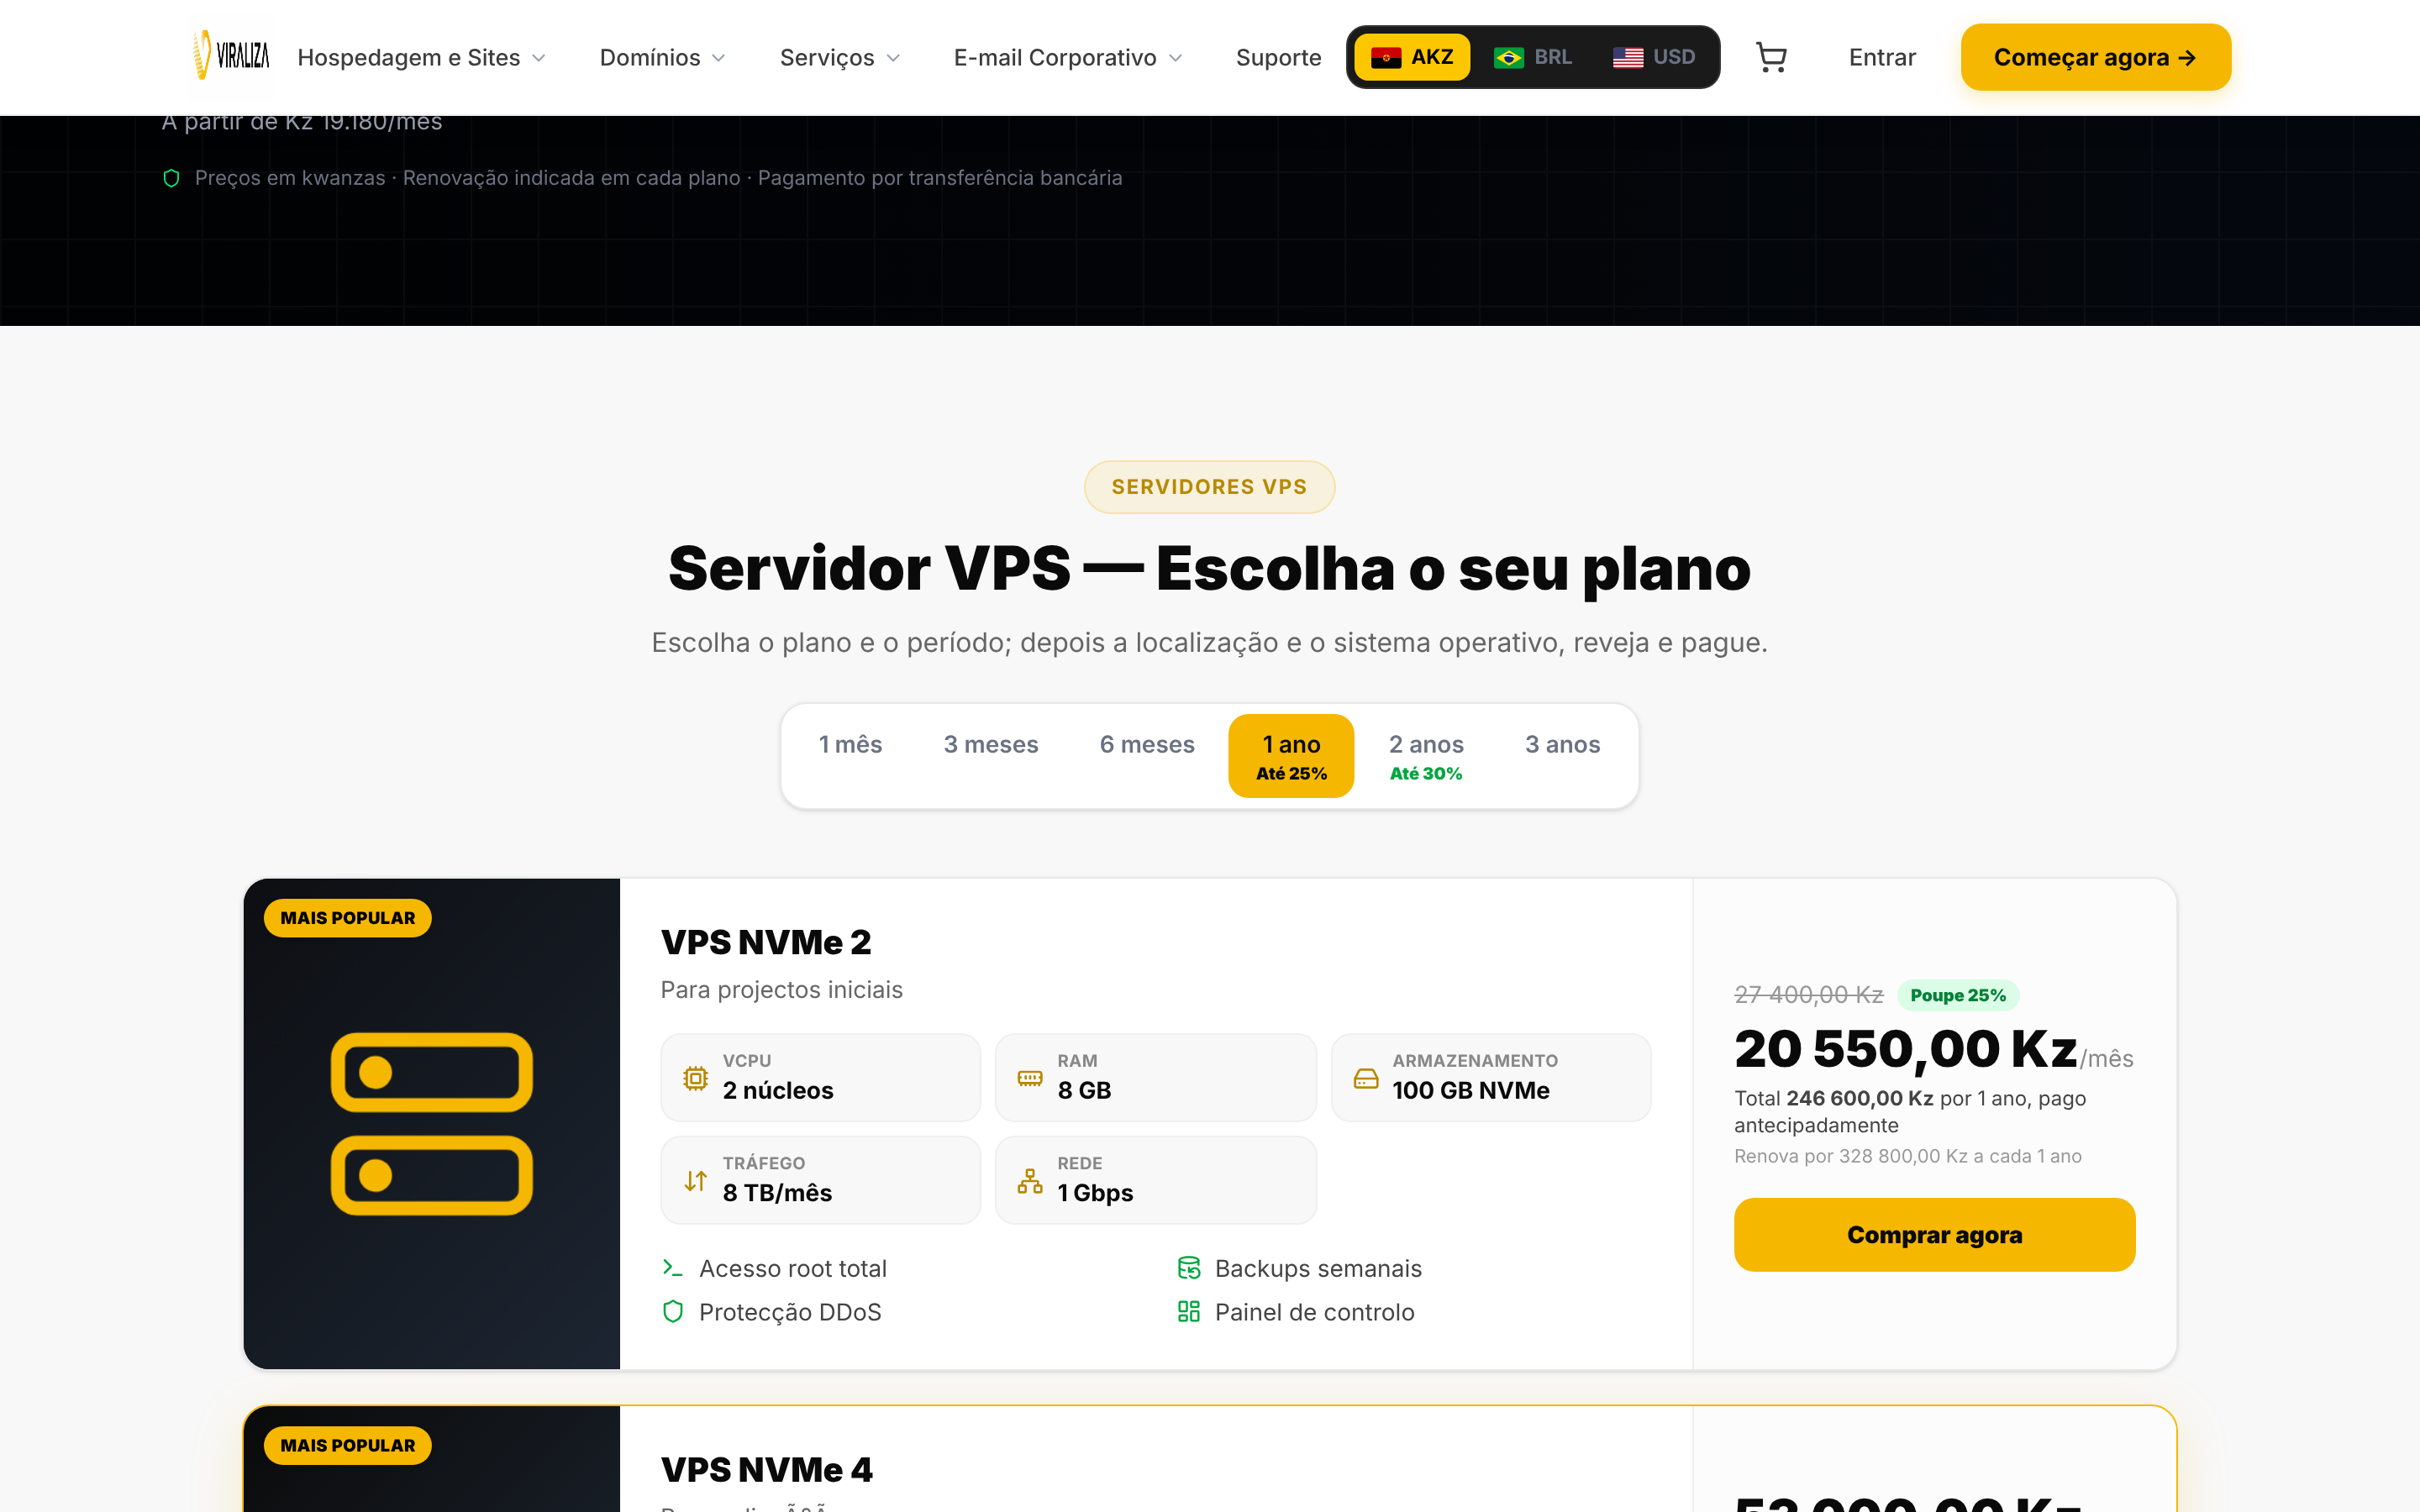 VIRALIZA
Hospedagem e Sites
Domínios
Serviços
E-mail Corporativo
Suporte
AKZ
BRL
USD
Entrar
Começar agora →
A partir de Kz 19.180/mês
Preços em kwanzas · Renovação indicada em cada plano · Pagamento por transferência bancária
SERVIDORES VPS
Servidor VPS — Escolha o seu plano
Escolha o plano e o período; depois a localização e o sistema operativo, reveja e pague.
1 mês
3 meses
6 meses
1 ano
Até 25%
2 anos
Até 30%
3 anos
MAIS POPULAR
VPS NVMe 2
Para projectos iniciais
VCPU
2 núcleos
RAM
8 GB
ARMAZENAMENTO
100 GB NVMe
TRÁFEGO
8 TB/mês
REDE
1 Gbps
Acesso root total
Backups semanais
Protecção DDoS
Painel de controlo
27 400,00 Kz
Poupe 25%
20 550,00 Kz/mês
Total 246 600,00 Kz por 1 ano, pago
antecipadamente
Renova por 328 800,00 Kz a cada 1 ano
Comprar agora
MAIS POPULAR
VPS NVMe 4